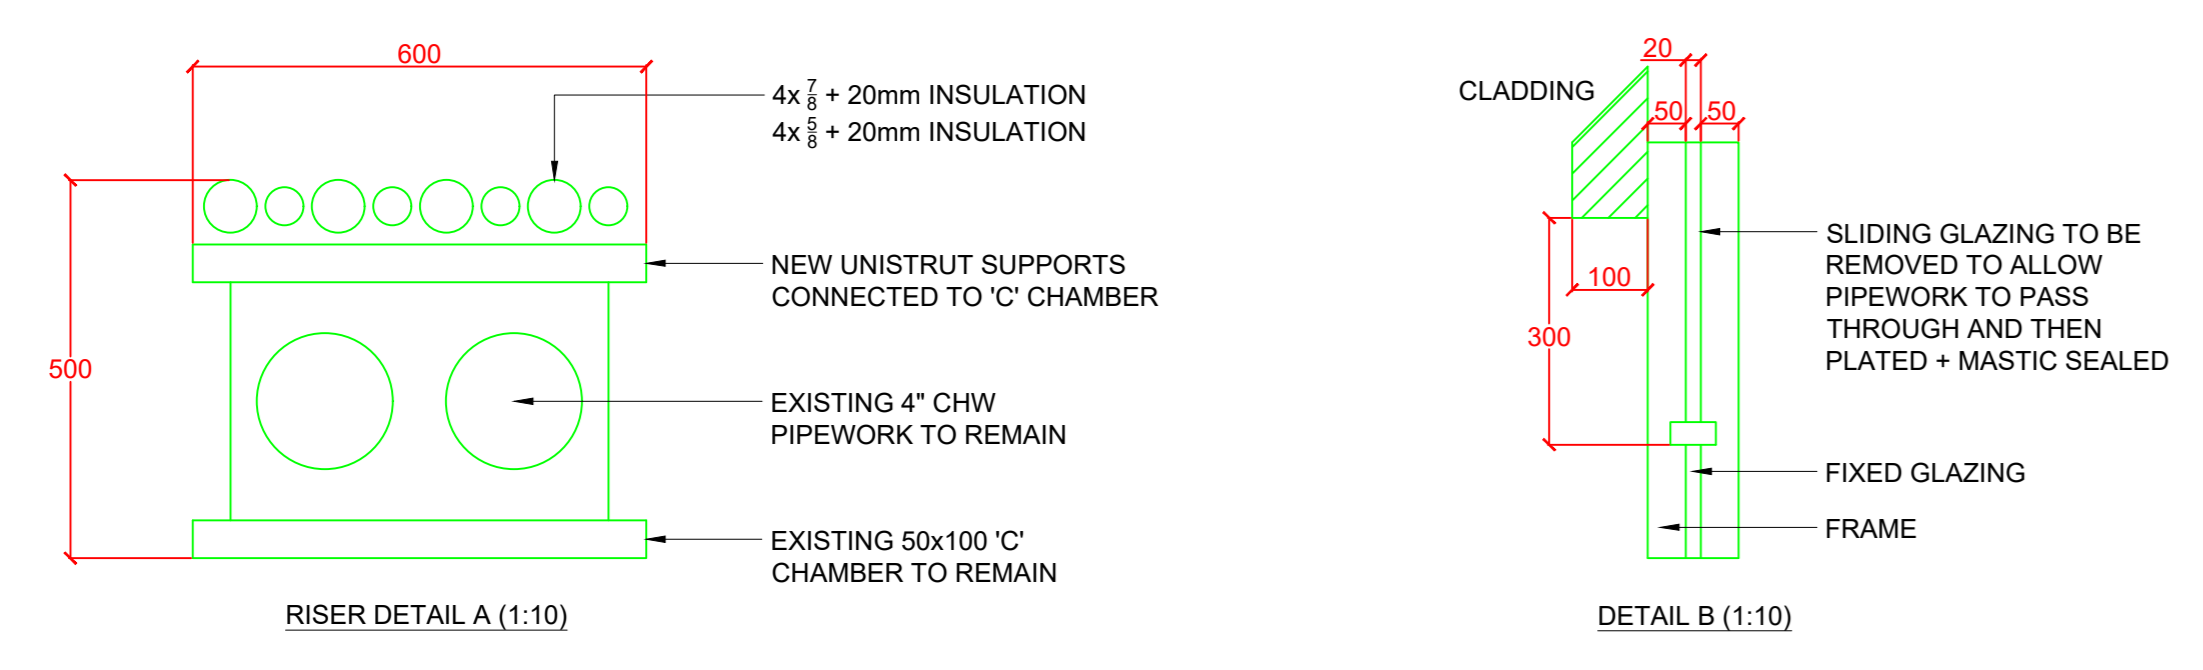 600
4x 7/8 + 20mm INSULATION
4x 5/8 + 20mm INSULATION
NEW UNISTRUT SUPPORTS
CONNECTED TO 'C' CHAMBER
500
EXISTING 4" CHW
PIPEWORK TO REMAIN
EXISTING 50x100 'C'
CHAMBER TO REMAIN
RISER DETAIL A (1:10)
20
CLADDING
50
50
SLIDING GLAZING TO BE
REMOVED TO ALLOW
PIPEWORK TO PASS
THROUGH AND THEN
PLATED + MASTIC SEALED
100
300
FIXED GLAZING
FRAME
DETAIL B (1:10)